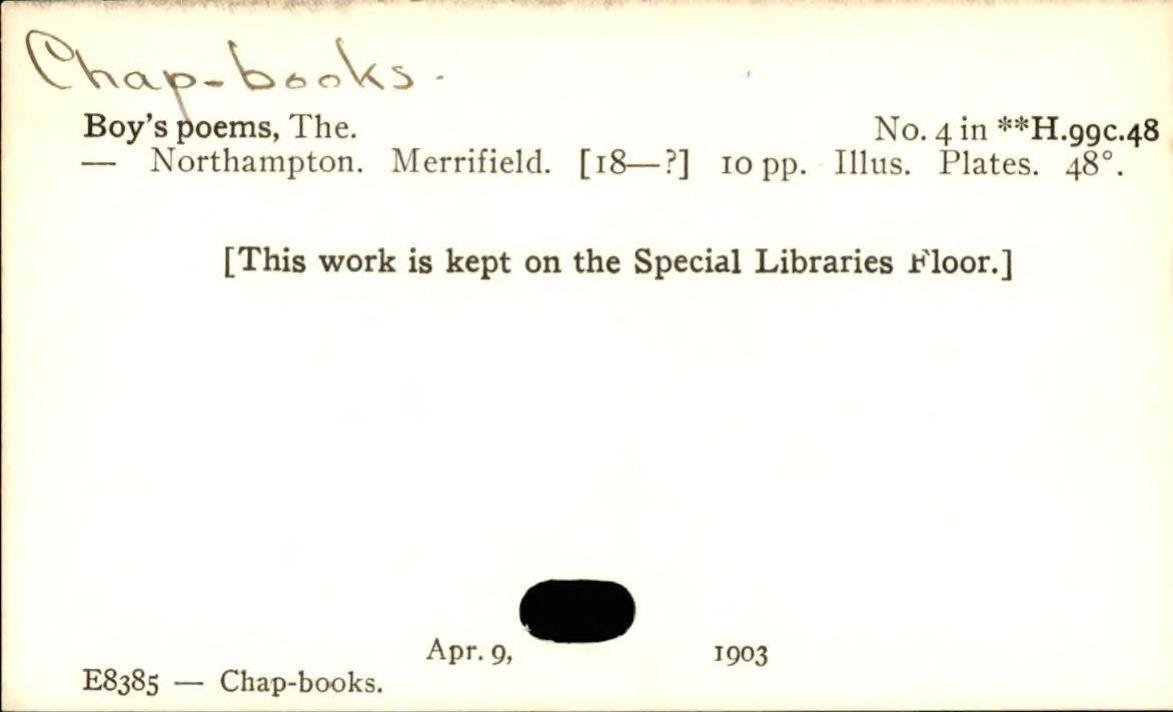 Chap-books.
Boy's poems, The. No. 4 in **H.99c.48
— Northampton. Merrifield. [18—?] 10 pp. Illus. Plates. 48°.
[This work is kept on the Special Libraries Floor.]
Apr. 9, 1903
E8385 — Chap-books.